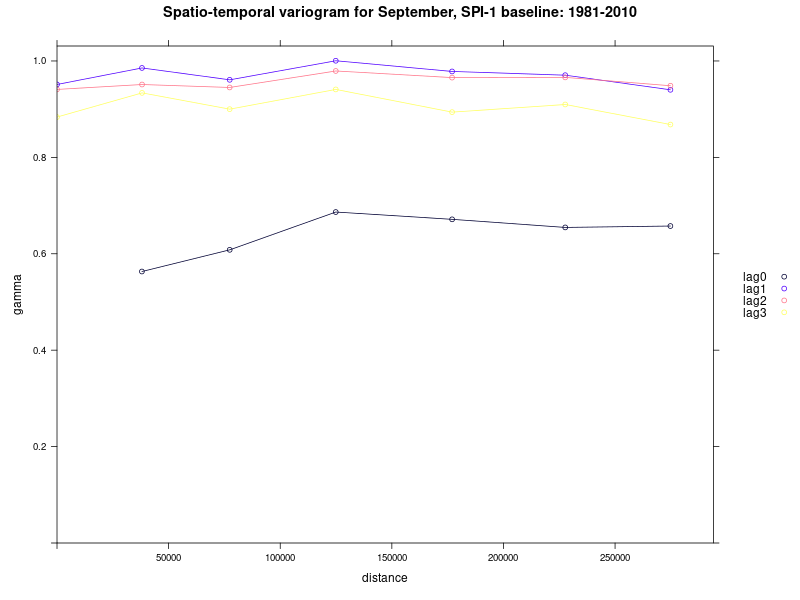 Spatio-temporal variogram for September, SPI-1 baseline: 1981-2010
1.0
0.8
0.6
0.4
0.2
gamma
50000 100000 150000 200000 250000
distance
lag0
lag1
lag2
lag3